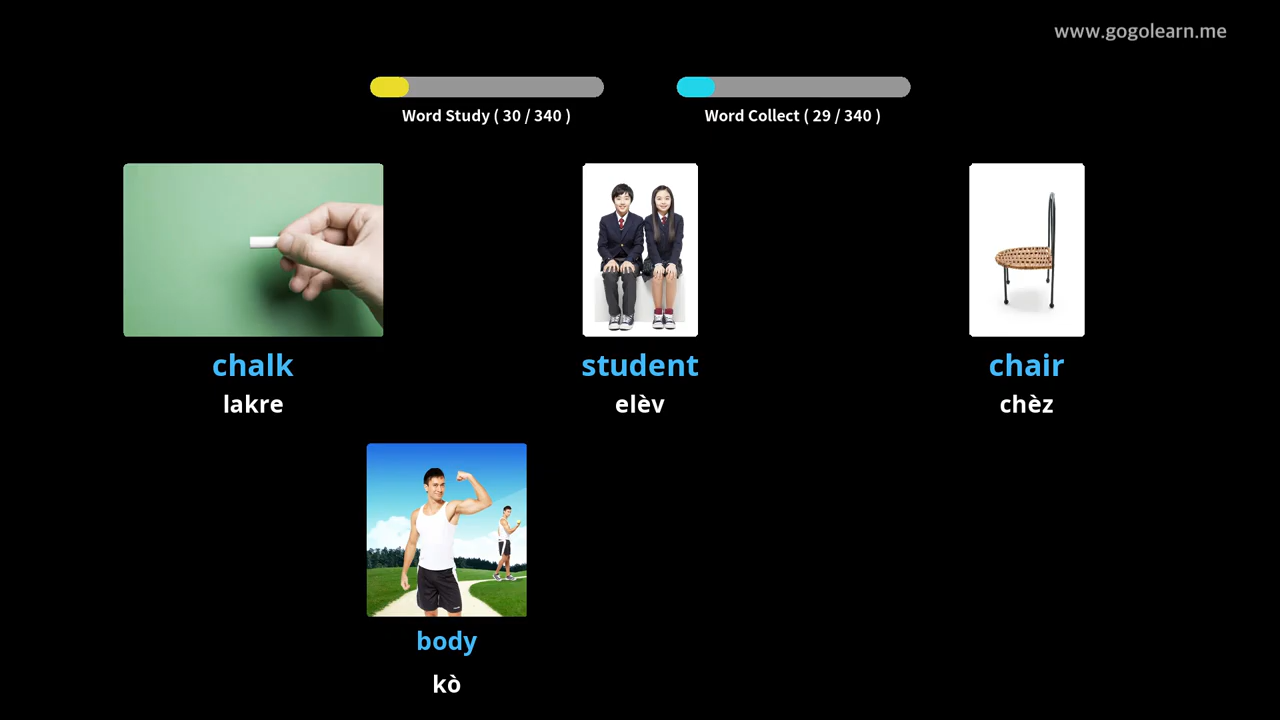 www.gogolearn.me
Word Study ( 30 / 340 )
Word Collect ( 29 / 340 )
chalk
student
chair
lakre
elèv
chèz
body
kò